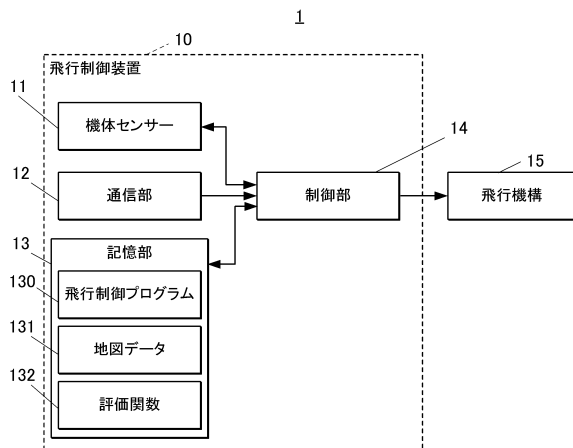 1
10
飛行制御装置
11
機体センサー
14
12
通信部
制御部
15
飛行機構
13
記憶部
130
飛行制御プログラム
131
地図データ
132
評価関数